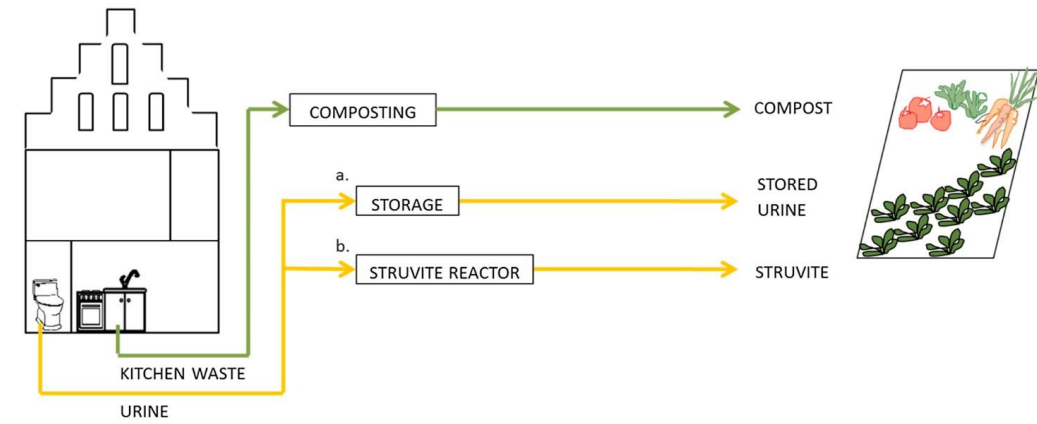 COMPOSTING
COMPOST
a.
STORAGE
STORED
URINE
b.
STRUVITE REACTOR
STRUVITE
KITCHEN WASTE
URINE